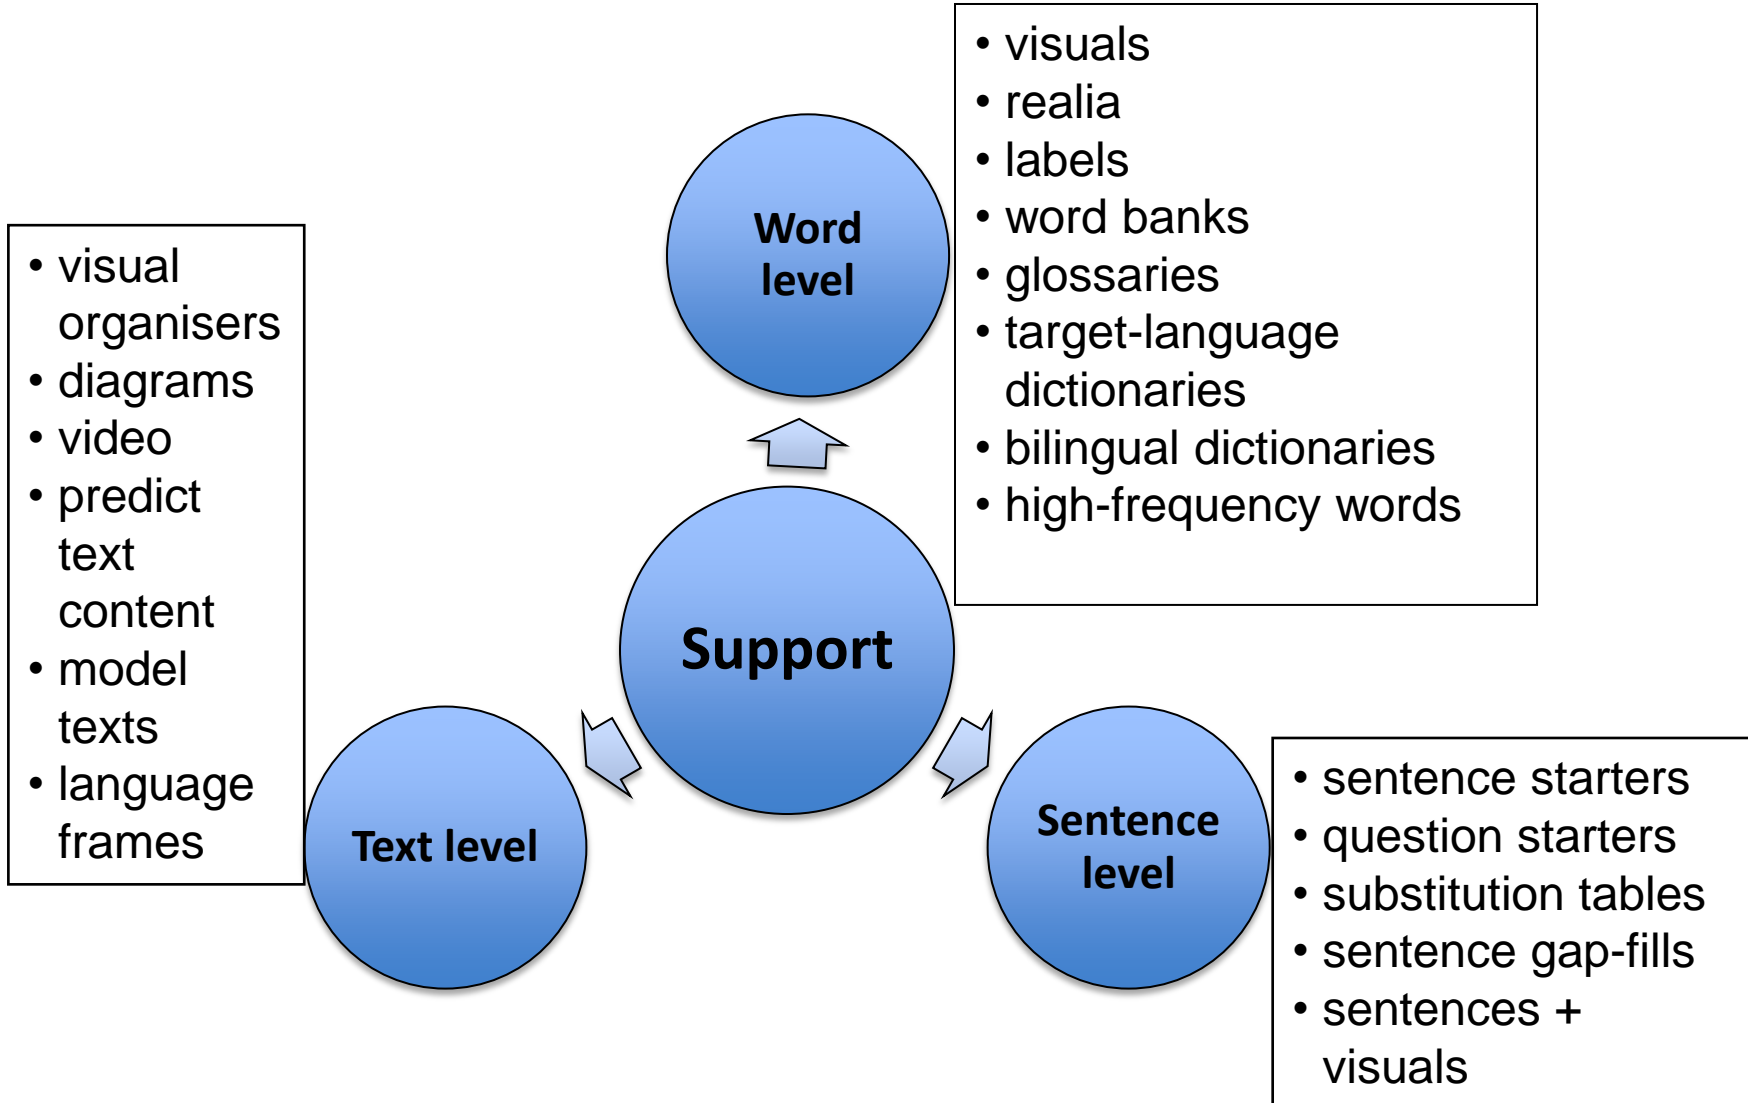 • visuals
• realia
• labels
• word banks
• glossaries
• target-language
dictionaries
• bilingual dictionaries
• high-frequency words
Word
level
• visual
organisers
• diagrams
• video
• predict
text
content
• model
texts
• language
frames
Support
Text level
Sentence
level
• sentence starters
• question starters
• substitution tables
• sentence gap-fills
• sentences +
visuals